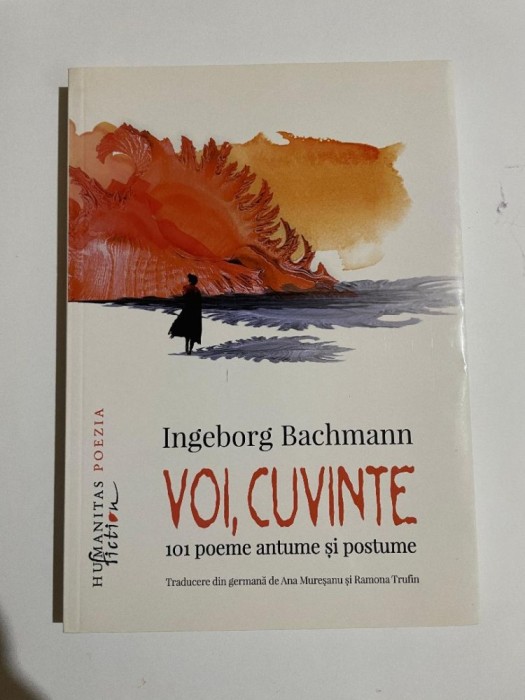 Ingeborg Bachmann
VOI, CUVINTE
101 poeme antume și postume
Traducere din germană de Ana Mureșanu și Ramona Trufin
HUMANITAS POEZIA
fiction